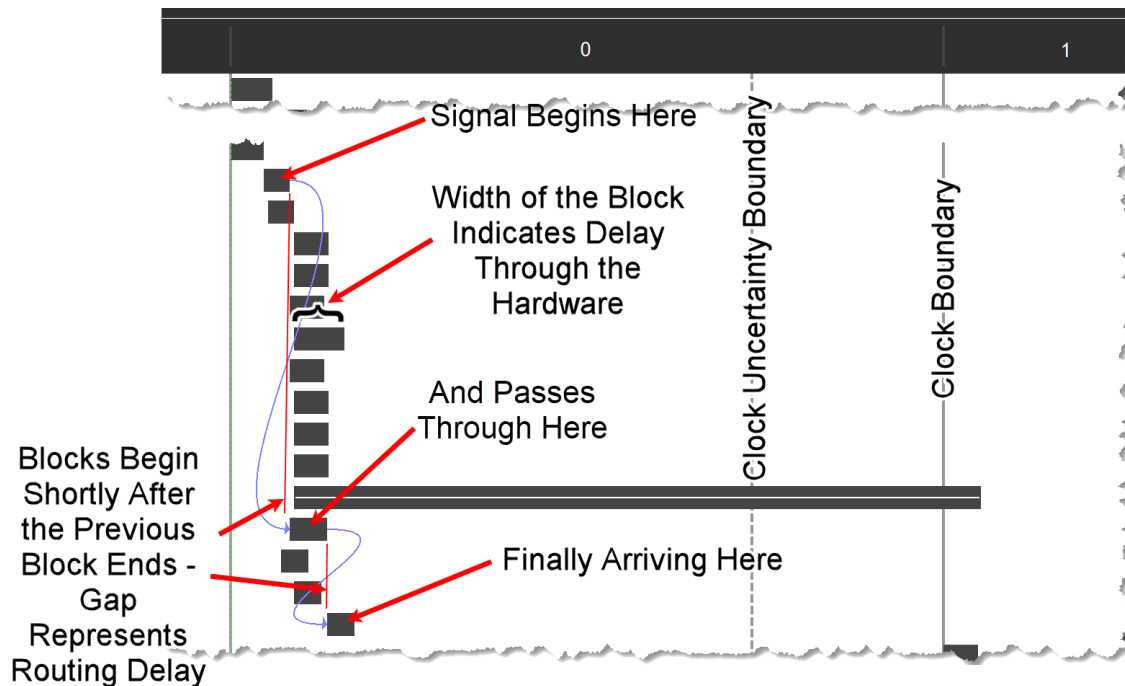 0
1
Signal Begins Here
Width of the Block
Indicates Delay
Through the
Hardware
Clock Uncertainty Boundary
Clock Boundary
And Passes
Through Here
Blocks Begin
Shortly After
the Previous
Block Ends -
Gap
Represents
Routing Delay
Finally Arriving Here